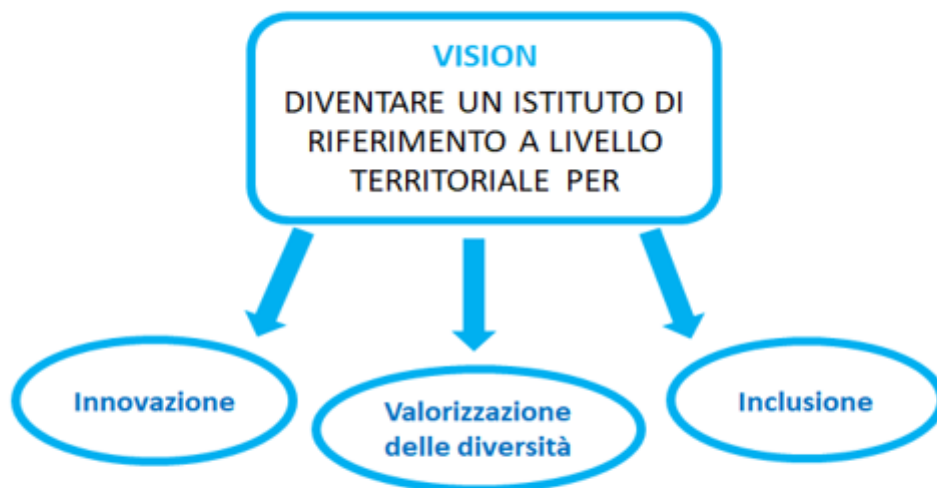 VISION
DIVENTARE UN ISTITUTO DI
RIFERIMENTO A LIVELLO
TERRITORIALE PER
Innovazione
Valorizzazione
delle diversità
Inclusione